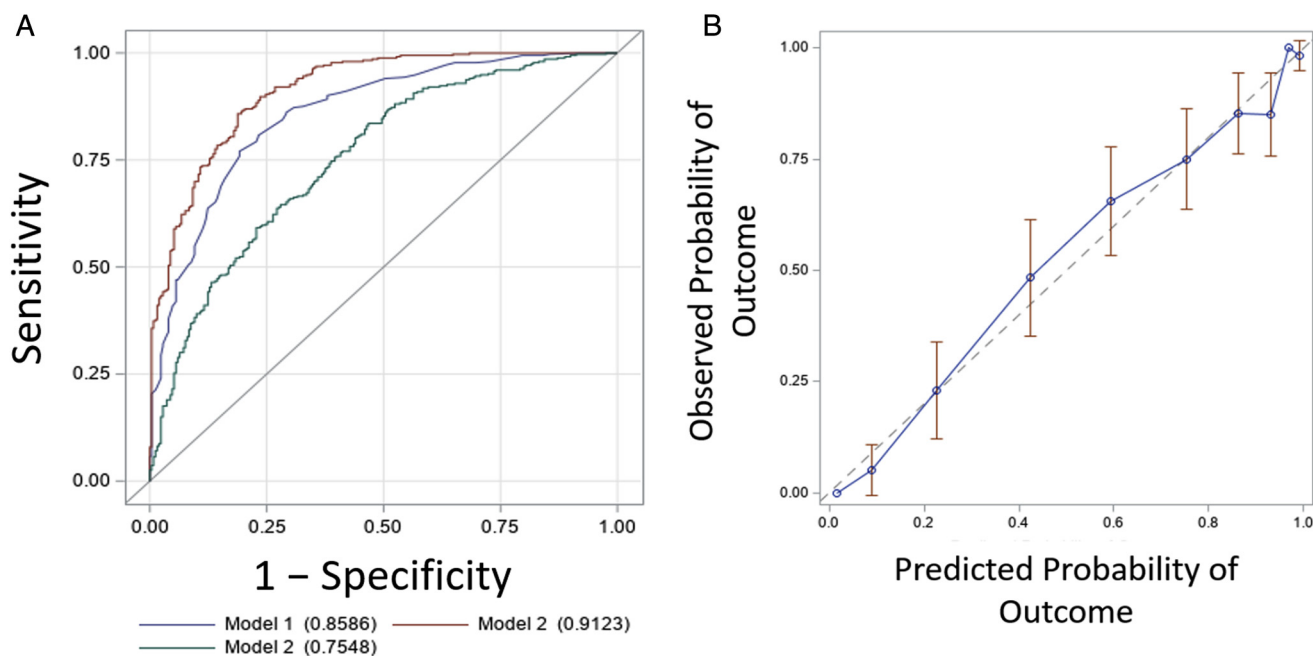 A
1.00
0.75
0.50
0.25
0.00
Sensitivity
0.00 0.25 0.50 0.75 1.00
1 – Specificity
Model 1 (0.8586) Model 2 (0.9123)
Model 2 (0.7548)
B
1.00
0.75
0.50
0.25
0.00
Observed Probability of
Outcome
0.0 0.2 0.4 0.6 0.8 1.0
Predicted Probability of
Outcome